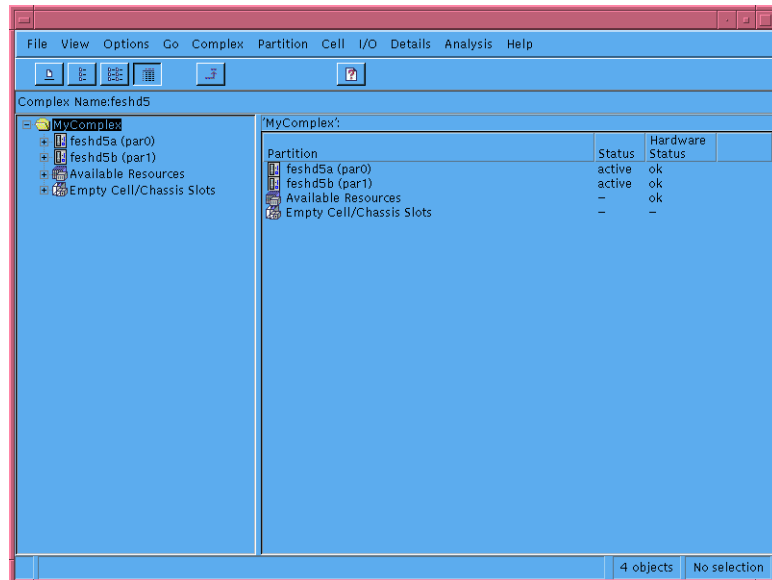 File View Options Go Complex Partition Cell I/O Details Analysis Help
Complex Name:feshd5
MyComplex
feshd5a (par0)
feshd5b (par1)
Available Resources
Empty Cell/Chassis Slots
'MyComplex':
Partition Status Hardware Status
feshd5a (par0) active ok
feshd5b (par1) active ok
Available Resources – ok
Empty Cell/Chassis Slots – –
4 objects No selection